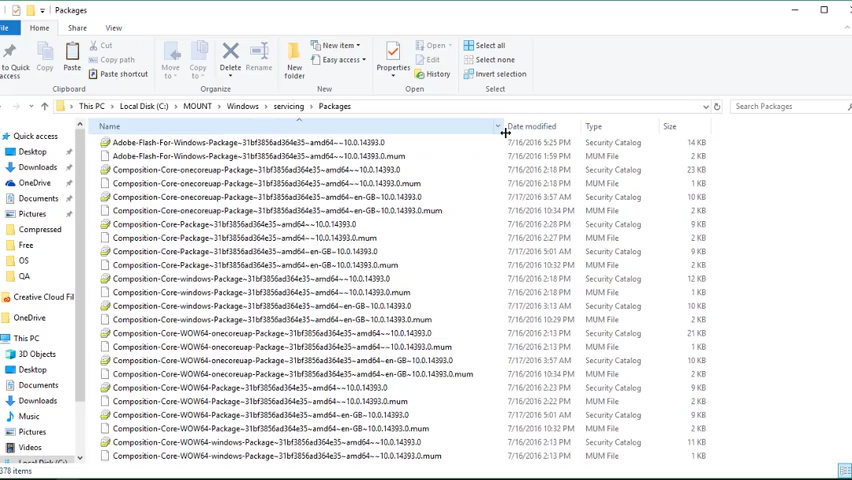 Packages
File
Home
Share
View
to Quick
access
Copy
Paste
Cut
Copy path
Paste shortcut
Clipboard
Move
to
Copy
to
Delete
Rename
Organize
New
folder
New item
Easy access
New
Properties
Open
Edit
History
Open
Select all
Select none
Invert selection
Select
This PC > Local Disk (C:) > MOUNT > Windows > servicing > Packages
Search Packages
Quick access
Desktop
Downloads
OneDrive
Documents
Pictures
Compressed
Free
OS
QA
Creative Cloud Fil
OneDrive
This PC
3D Objects
Desktop
Documents
Downloads
Music
Pictures
Videos
Local Disk (C:)
Name Date modified Type Size
Adobe-Flash-For-Windows-Package~31bf3856ad364e35~amd64~~10.0.14393.0 7/16/2016 5:25 PM Security Catalog 14 KB
Adobe-Flash-For-Windows-Package~31bf3856ad364e35~amd64~~10.0.14393.0.mum 7/16/2016 1:59 PM MUM File 2 KB
Composition-Core-onecoreuap-Package~31bf3856ad364e35~amd64~~10.0.14393.0 7/16/2016 2:18 PM Security Catalog 23 KB
Composition-Core-onecoreuap-Package~31bf3856ad364e35~amd64~~10.0.14393.0.mum 7/16/2016 2:18 PM MUM File 1 KB
Composition-Core-onecoreuap-Package~31bf3856ad364e35~amd64~en-GB~10.0.14393.0 7/17/2016 3:57 AM Security Catalog 10 KB
Composition-Core-onecoreuap-Package~31bf3856ad364e35~amd64~en-GB~10.0.14393.0.mum 7/16/2016 10:34 PM MUM File 2 KB
Composition-Core-Package~31bf3856ad364e35~amd64~~10.0.14393.0 7/16/2016 2:28 PM Security Catalog 9 KB
Composition-Core-Package~31bf3856ad364e35~amd64~~10.0.14393.0.mum 7/16/2016 2:27 PM MUM File 2 KB
Composition-Core-Package~31bf3856ad364e35~amd64~en-GB~10.0.14393.0 7/17/2016 5:01 AM Security Catalog 9 KB
Composition-Core-Package~31bf3856ad364e35~amd64~en-GB~10.0.14393.0.mum 7/16/2016 10:32 PM MUM File 2 KB
Composition-Core-windows-Package~31bf3856ad364e35~amd64~~10.0.14393.0 7/16/2016 2:18 PM Security Catalog 12 KB
Composition-Core-windows-Package~31bf3856ad364e35~amd64~~10.0.14393.0.mum 7/16/2016 2:18 PM MUM File 1 KB
Composition-Core-windows-Package~31bf3856ad364e35~amd64~en-GB~10.0.14393.0 7/17/2016 3:13 AM Security Catalog 10 KB
Composition-Core-windows-Package~31bf3856ad364e35~amd64~en-GB~10.0.14393.0.mum 7/16/2016 10:29 PM MUM File 2 KB
Composition-Core-WOW64-onecoreuap-Package~31bf3856ad364e35~amd64~~10.0.14393.0 7/16/2016 2:13 PM Security Catalog 21 KB
Composition-Core-WOW64-onecoreuap-Package~31bf3856ad364e35~amd64~~10.0.14393.0.mum 7/16/2016 2:13 PM MUM File 1 KB
Composition-Core-WOW64-onecoreuap-Package~31bf3856ad364e35~amd64~en-GB~10.0.14393.0 7/17/2016 3:57 AM Security Catalog 10 KB
Composition-Core-WOW64-onecoreuap-Package~31bf3856ad364e35~amd64~en-GB~10.0.14393.0.mum 7/16/2016 10:34 PM MUM File 2 KB
Composition-Core-WOW64-Package~31bf3856ad364e35~amd64~~10.0.14393.0 7/16/2016 2:23 PM Security Catalog 9 KB
Composition-Core-WOW64-Package~31bf3856ad364e35~amd64~~10.0.14393.0.mum 7/16/2016 2:22 PM MUM File 2 KB
Composition-Core-WOW64-Package~31bf3856ad364e35~amd64~en-GB~10.0.14393.0 7/17/2016 5:01 AM Security Catalog 9 KB
Composition-Core-WOW64-Package~31bf3856ad364e35~amd64~en-GB~10.0.14393.0.mum 7/16/2016 10:32 PM MUM File 2 KB
Composition-Core-WOW64-windows-Package~31bf3856ad364e35~amd64~~10.0.14393.0 7/16/2016 2:13 PM Security Catalog 11 KB
Composition-Core-WOW64-windows-Package~31bf3856ad364e35~amd64~~10.0.14393.0.mum 7/16/2016 2:13 PM MUM File 1 KB
378 items